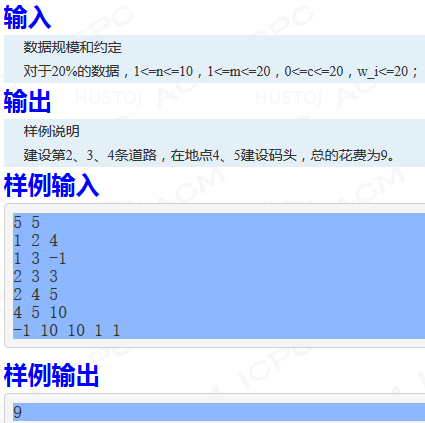 输入
数据规模和约定
对于20%的数据，1<=n<=10，1<=m<=20，0<=c<=20，w_i<=20；
输出
样例说明
建设第2、3、4条道路，在地点4、5建设码头，总的花费为9。
样例输入
5 5
1 2 4
1 3 -1
2 3 3
2 4 5
4 5 10
-1 10 10 1 1
样例输出
9
HUSTOJ
ACM
ICPC